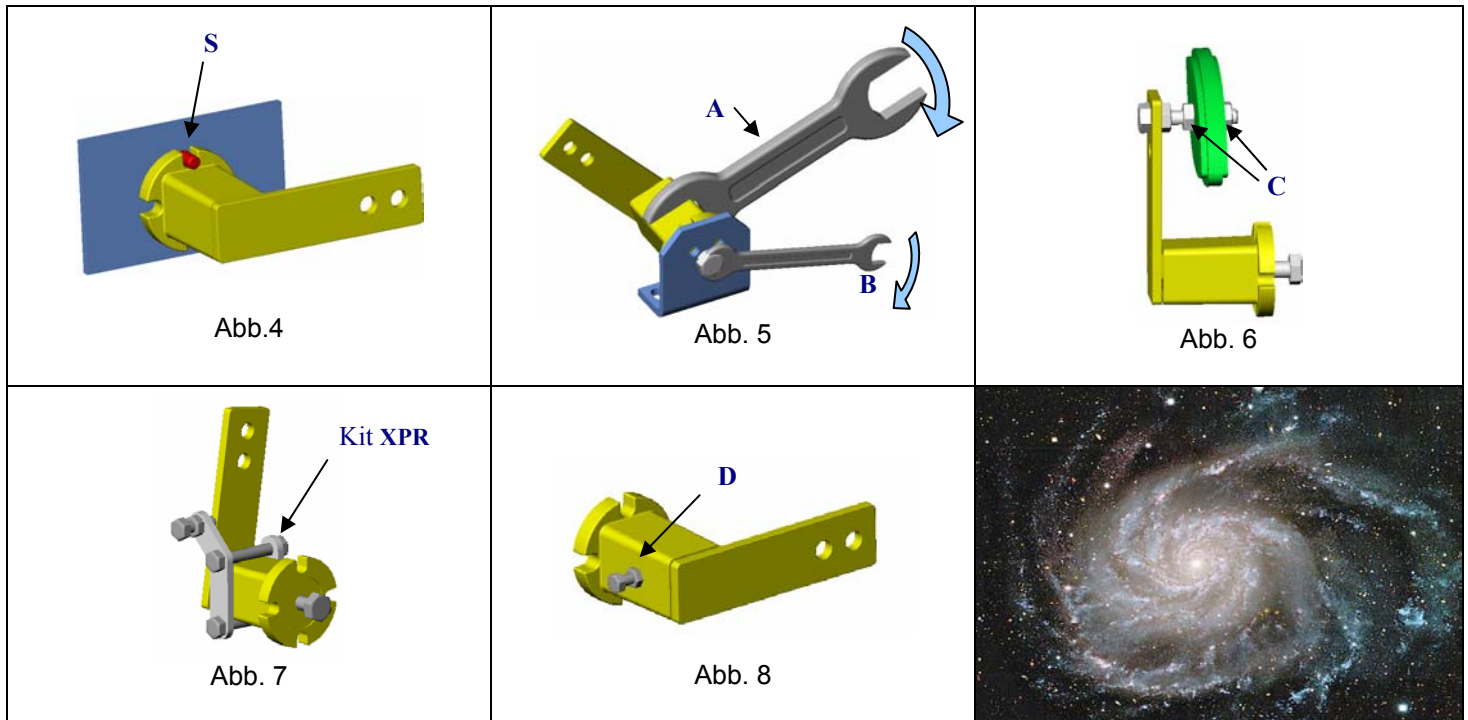 S
Abb.4
A
B
Abb. 5
C
Abb. 6
Kit XPR
Abb. 7
D
Abb. 8